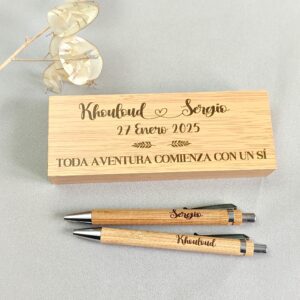 Khouloud Sergio
27 Enero 2025
TODA AVENTURA COMIENZA CON UN SÍ
Sergio
Khouloud